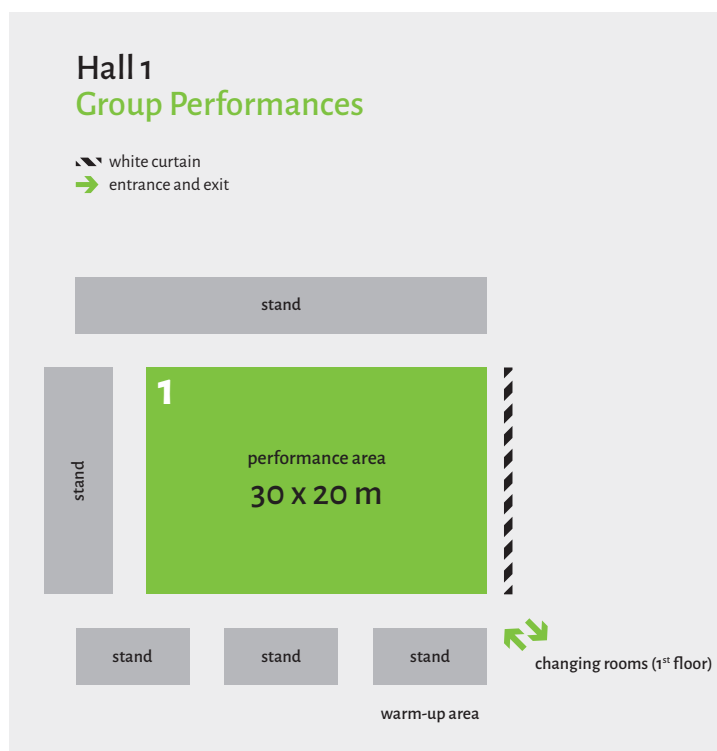 Hall 1
Group Performances
white curtain
entrance and exit
stand
1
stand
performance area
30 x 20 m
stand
stand
stand
changing rooms (1st floor)
warm-up area